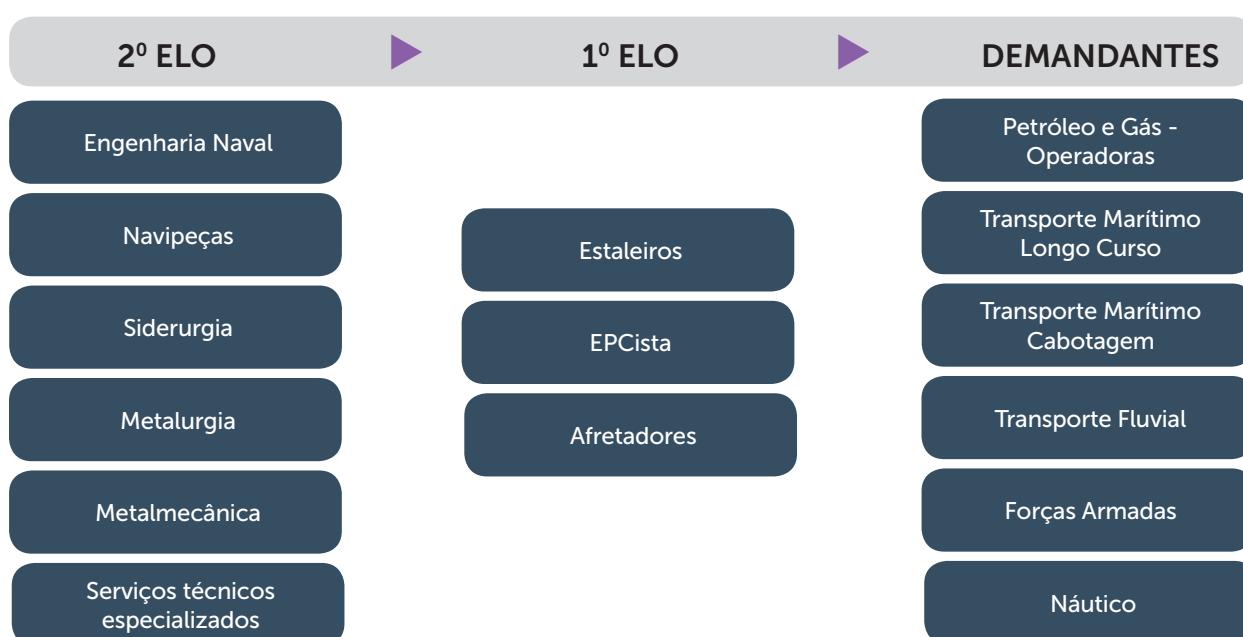 2º ELO
1º ELO
DEMANDANTES
Engenharia Naval
Navipeças
Siderurgia
Metalurgia
Metalmecânica
Serviços técnicos
especializados
Estaleiros
EPCista
Afretadores
Petróleo e Gás -
Operadoras
Transporte Marítimo
Longo Curso
Transporte Marítimo
Cabotagem
Transporte Fluvial
Forças Armadas
Náutico